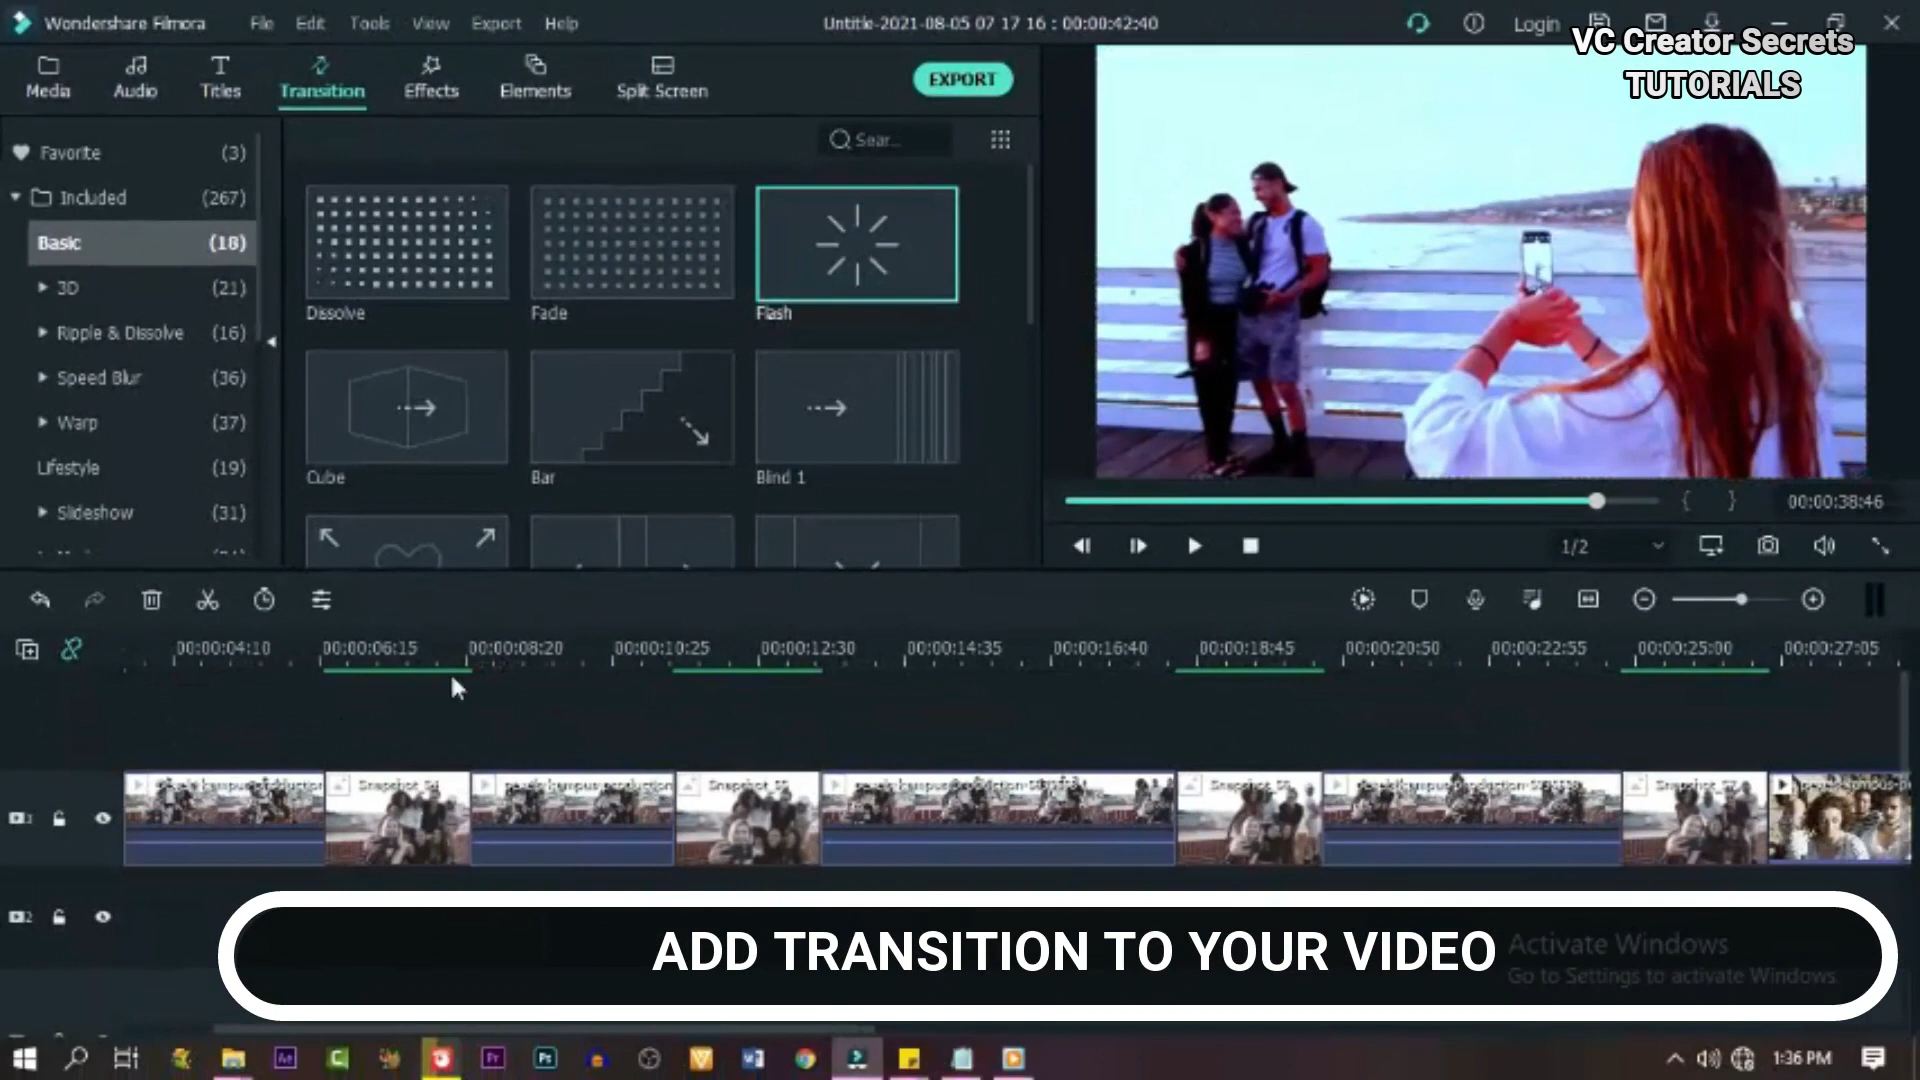 Wondershare Filmora
File Edit Tools View Export Help
Untitle-2021-08-05 07 17 16 : 00:00:42:40
Login
VC Creator Secrets
TUTORIALS
Media Audio Titles Transition Effects Elements Split Screen
EXPORT
Favorite (3)
Sear...
Included (267)
Basic (18)
3D (21)
Ripple & Dissolve (16)
Speed Blur (36)
Warp (37)
Lifestyle (19)
Slideshow (31)
Dissolve Fade Flash
Cube Bar Blind 1
00:00:38:46
1/2
00:00:04:10 00:00:06:15 00:00:08:20 00:00:10:25 00:00:12:30 00:00:14:35 00:00:16:40 00:00:18:45 00:00:20:50 00:00:22:55 00:00:25:00 00:00:27:05
Snapshot_54
ADD TRANSITION TO YOUR VIDEO
Activate Windows
Go to Settings to activate Windows.
1:36 PM